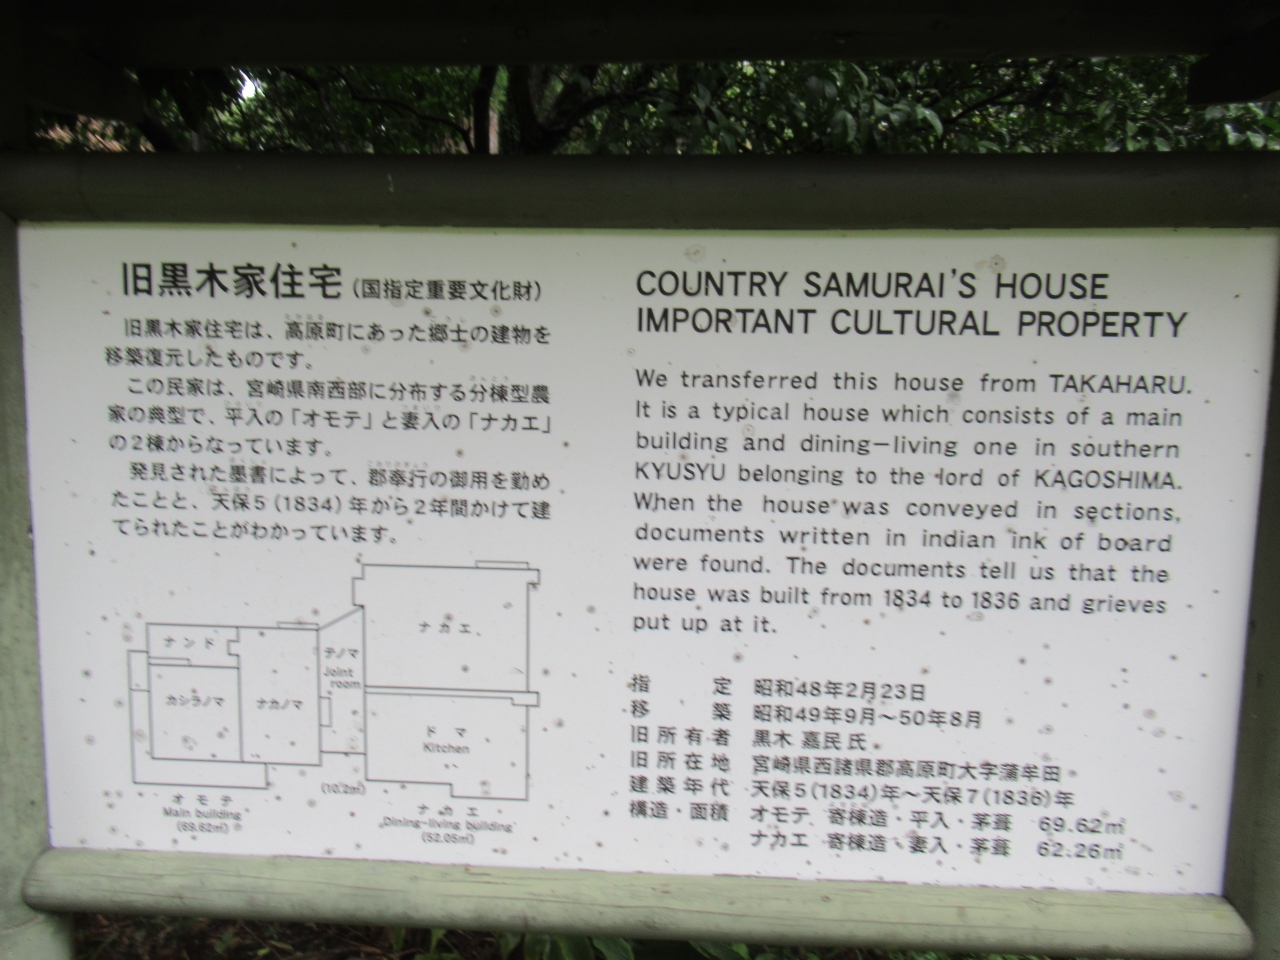 旧黒木家住宅(国指定重要文化財)
旧黒木家住宅は、高原町にあった郷士の建物を
移築復元したものです。
この民家は、宮崎県南西部に分布する分棟型農
家の典型で、平入の「オモテ」と妻入の「ナカエ」
の2棟からなっています。
発見された墨書によって、郡奉行の御用を勤め
たことと、天保5(1834)年から2年間かけて建
てられたことがわかっています。
ナンド
カシラノマ
ナカノマ
テノマ
Joint
room
ナカエ
ドマ
Kitchen
(10.2㎡)
オモテ
Main building
(69.62㎡)
ナカエ
Dining-living building
(52.05㎡)
COUNTRY SAMURAI'S HOUSE
IMPORTANT CULTURAL PROPERTY
We transferred this house from TAKAHARU.
It is a typical house which consists of a main
building and dining-living one in southern
KYUSYU belonging to the lord of KAGOSHIMA.
When the house was conveyed in sections,
documents written in indian ink of board
were found. The documents tell us that the
house was built from 1834 to 1836 and grieves
put up at it.
指定 昭和48年2月23日
移築 昭和49年9月～50年8月
旧所有者 黒木 嘉民氏
旧所在地 宮崎県西諸県郡高原町大字蒲牟田
建築年代 天保5(1834)年～天保7(1836)年
構造・面積 オモテ 寄棟造・平入・茅葺 69.62㎡
ナカエ 寄棟造・妻入・茅葺 62.26㎡